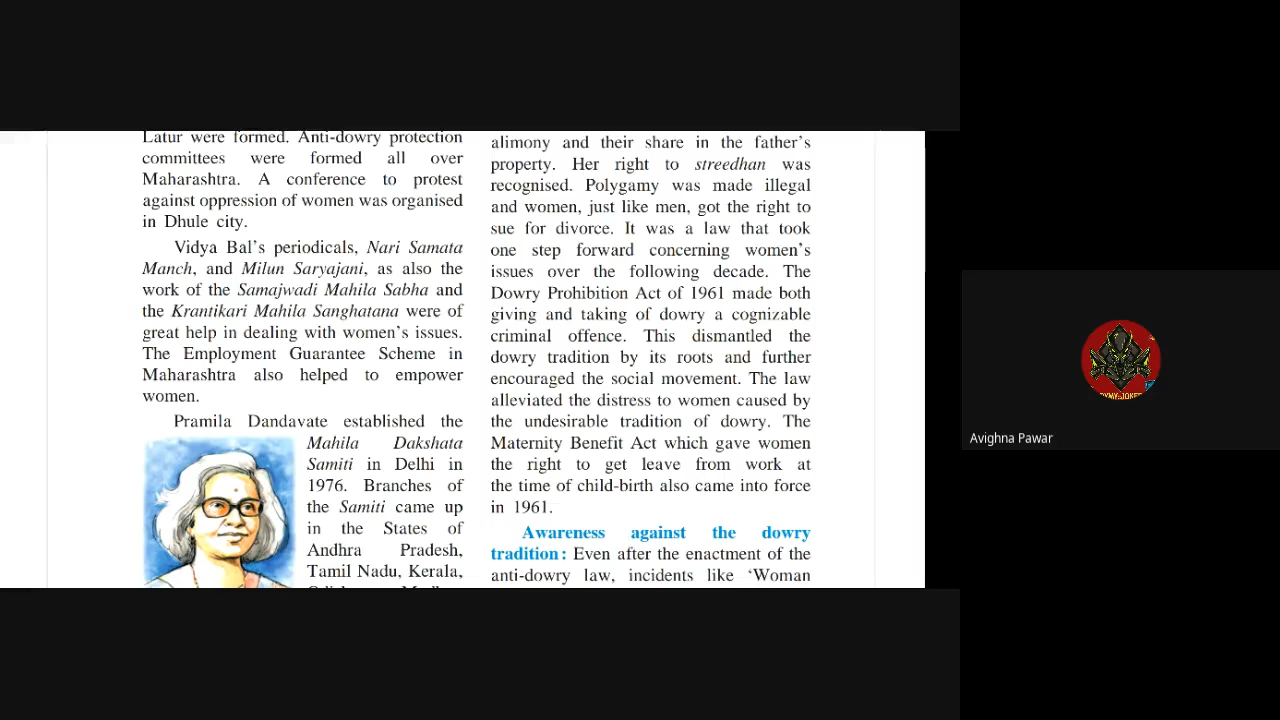 Latur were formed. Anti-dowry protection
committees were formed all over
Maharashtra. A conference to protest
against oppression of women was organised
in Dhule city.
Vidya Bal's periodicals, Nari Samata
Manch, and Milun Saryajani, as also the
work of the Samajwadi Mahila Sabha and
the Krantikari Mahila Sanghatana were of
great help in dealing with women's issues.
The Employment Guarantee Scheme in
Maharashtra also helped to empower
women.
Pramila Dandavate established the
Mahila Dakshata
Samiti in Delhi in
1976. Branches of
the Samiti came up
in the States of
Andhra Pradesh,
Tamil Nadu, Kerala,
alimony and their share in the father's
property. Her right to streedhan was
recognised. Polygamy was made illegal
and women, just like men, got the right to
sue for divorce. It was a law that took
one step forward concerning women's
issues over the following decade. The
Dowry Prohibition Act of 1961 made both
giving and taking of dowry a cognizable
criminal offence. This dismantled the
dowry tradition by its roots and further
encouraged the social movement. The law
alleviated the distress to women caused by
the undesirable tradition of dowry. The
Maternity Benefit Act which gave women
the right to get leave from work at
the time of child-birth also came into force
in 1961.
Awareness against the dowry
tradition: Even after the enactment of the
anti-dowry law, incidents like ‘Woman
Avighna Pawar